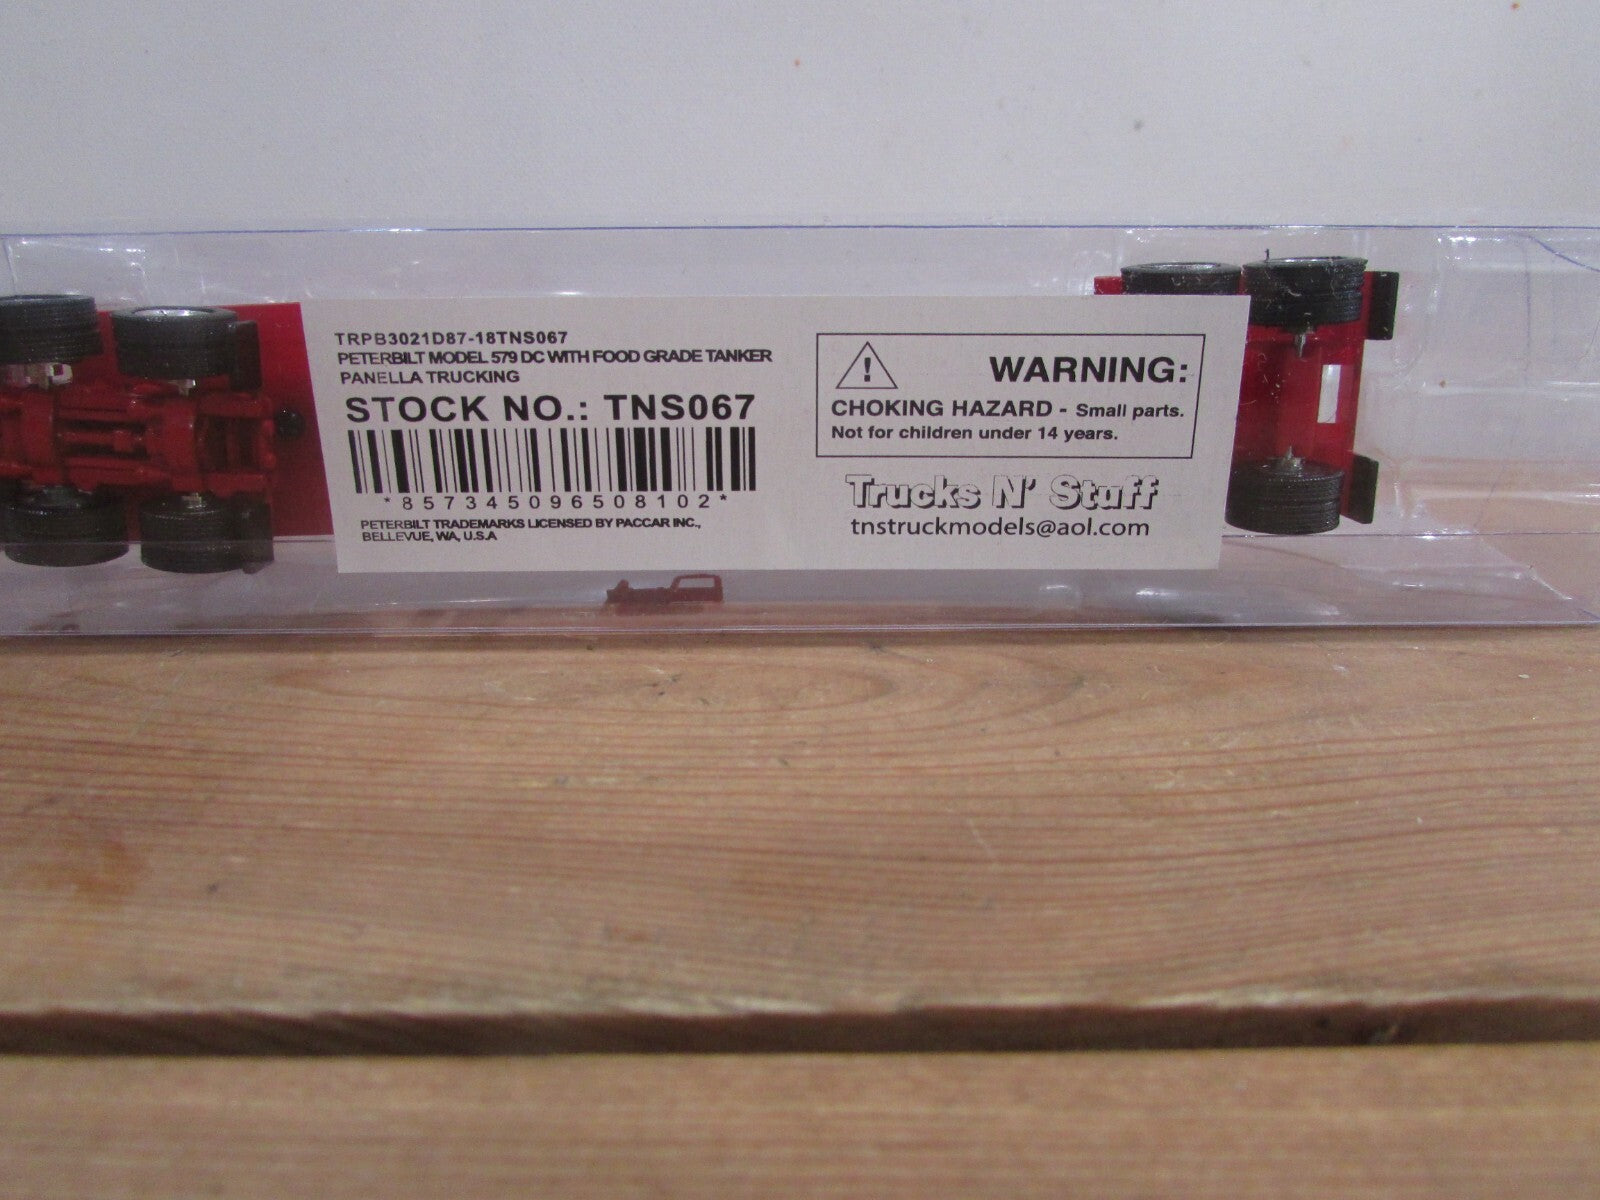 TRPB3021D87-18TNS067
PETERBILT MODEL 579 DC WITH FOOD GRADE TANKER
PANELLA TRUCKING
STOCK NO.: TNS067
*857345096508102*
PETERBILT TRADEMARKS LICENSED BY PACCAR INC.,
BELLEVUE, WA, U.S.A
WARNING:
CHOKING HAZARD - Small parts.
Not for children under 14 years.
Trucks N' Stuff
tnstruckmodels@aol.com